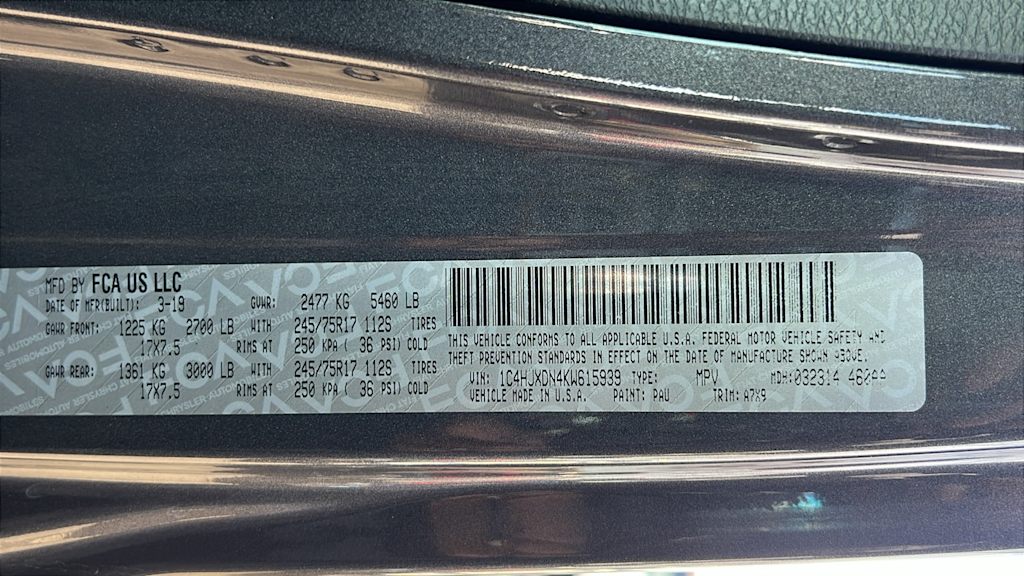 MFD BY FCA US LLC
DATE OF MFR(BUILT): 3-19 GVWR: 2477 KG 5460 LB
GAWR FRONT: 1225 KG 2700 LB WITH 245/75R17 112S TIRES
17X7.5 RIMS AT 250 KPA( 36 PSI) COLD
GAWR REAR: 1361 KG 3000 LB WITH 245/75R17 112S TIRES
17X7.5 RIMS AT 250 KPA( 36 PSI) COLD
THIS VEHICLE CONFORMS TO ALL APPLICABLE U.S.A. FEDERAL MOTOR VEHICLE SAFETY AND
THEFT PREVENTION STANDARDS IN EFFECT ON THE DATE OF MANUFACTURE SHOWN ABOVE.
VIN: 1C4HJXDN4KW615939 TYPE: MPV MDH: 032314
VEHICLE MADE IN U.S.A. PAINT: PAU TRIM: A7X9